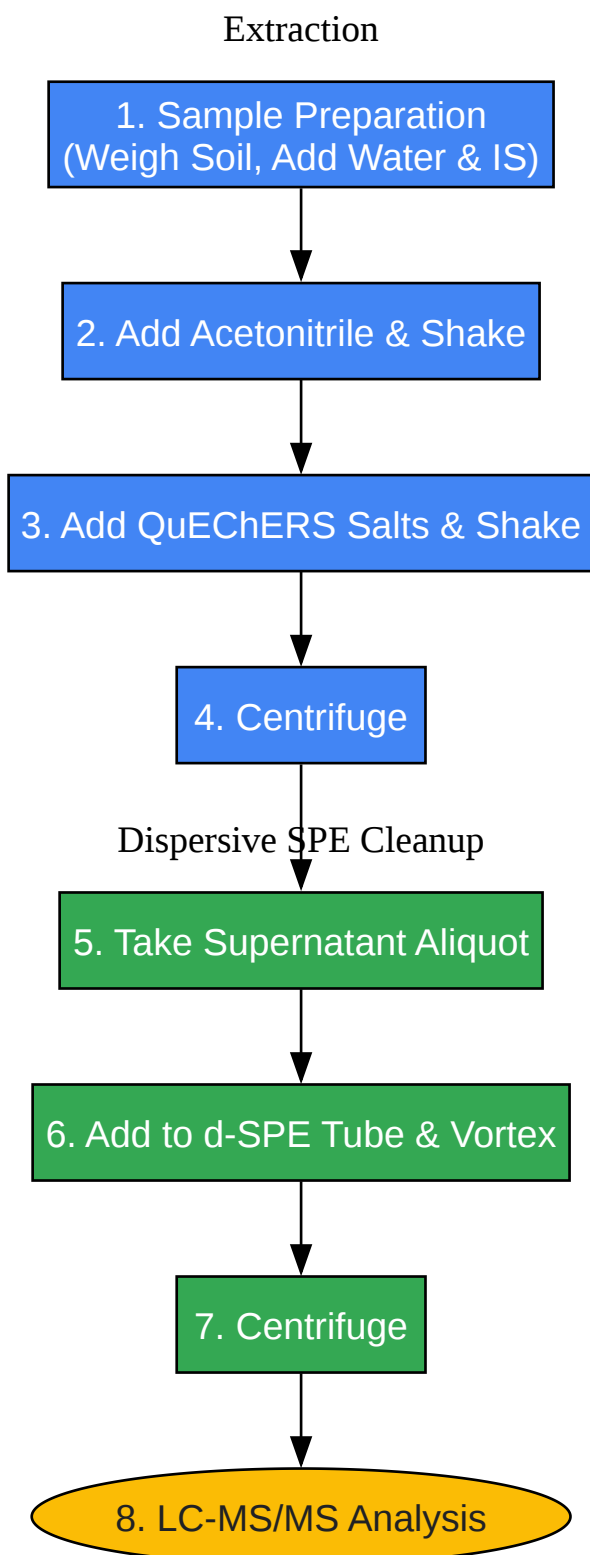 Extraction
1. Sample Preparation
(Weigh Soil, Add Water & IS)
2. Add Acetonitrile & Shake
3. Add QuEChERS Salts & Shake
4. Centrifuge
Dispersive SPE Cleanup
5. Take Supernatant Aliquot
6. Add to d-SPE Tube & Vortex
7. Centrifuge
8. LC-MS/MS Analysis